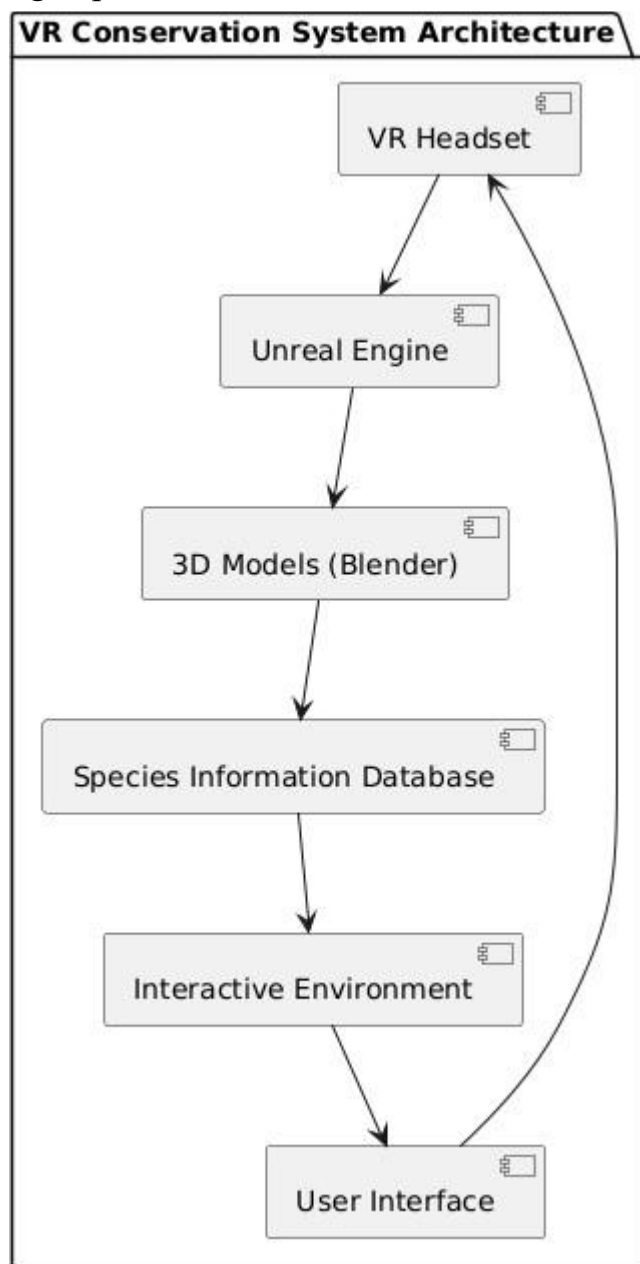 VR Conservation System Architecture
VR Headset
Unreal Engine
3D Models (Blender)
Species Information Database
Interactive Environment
User Interface